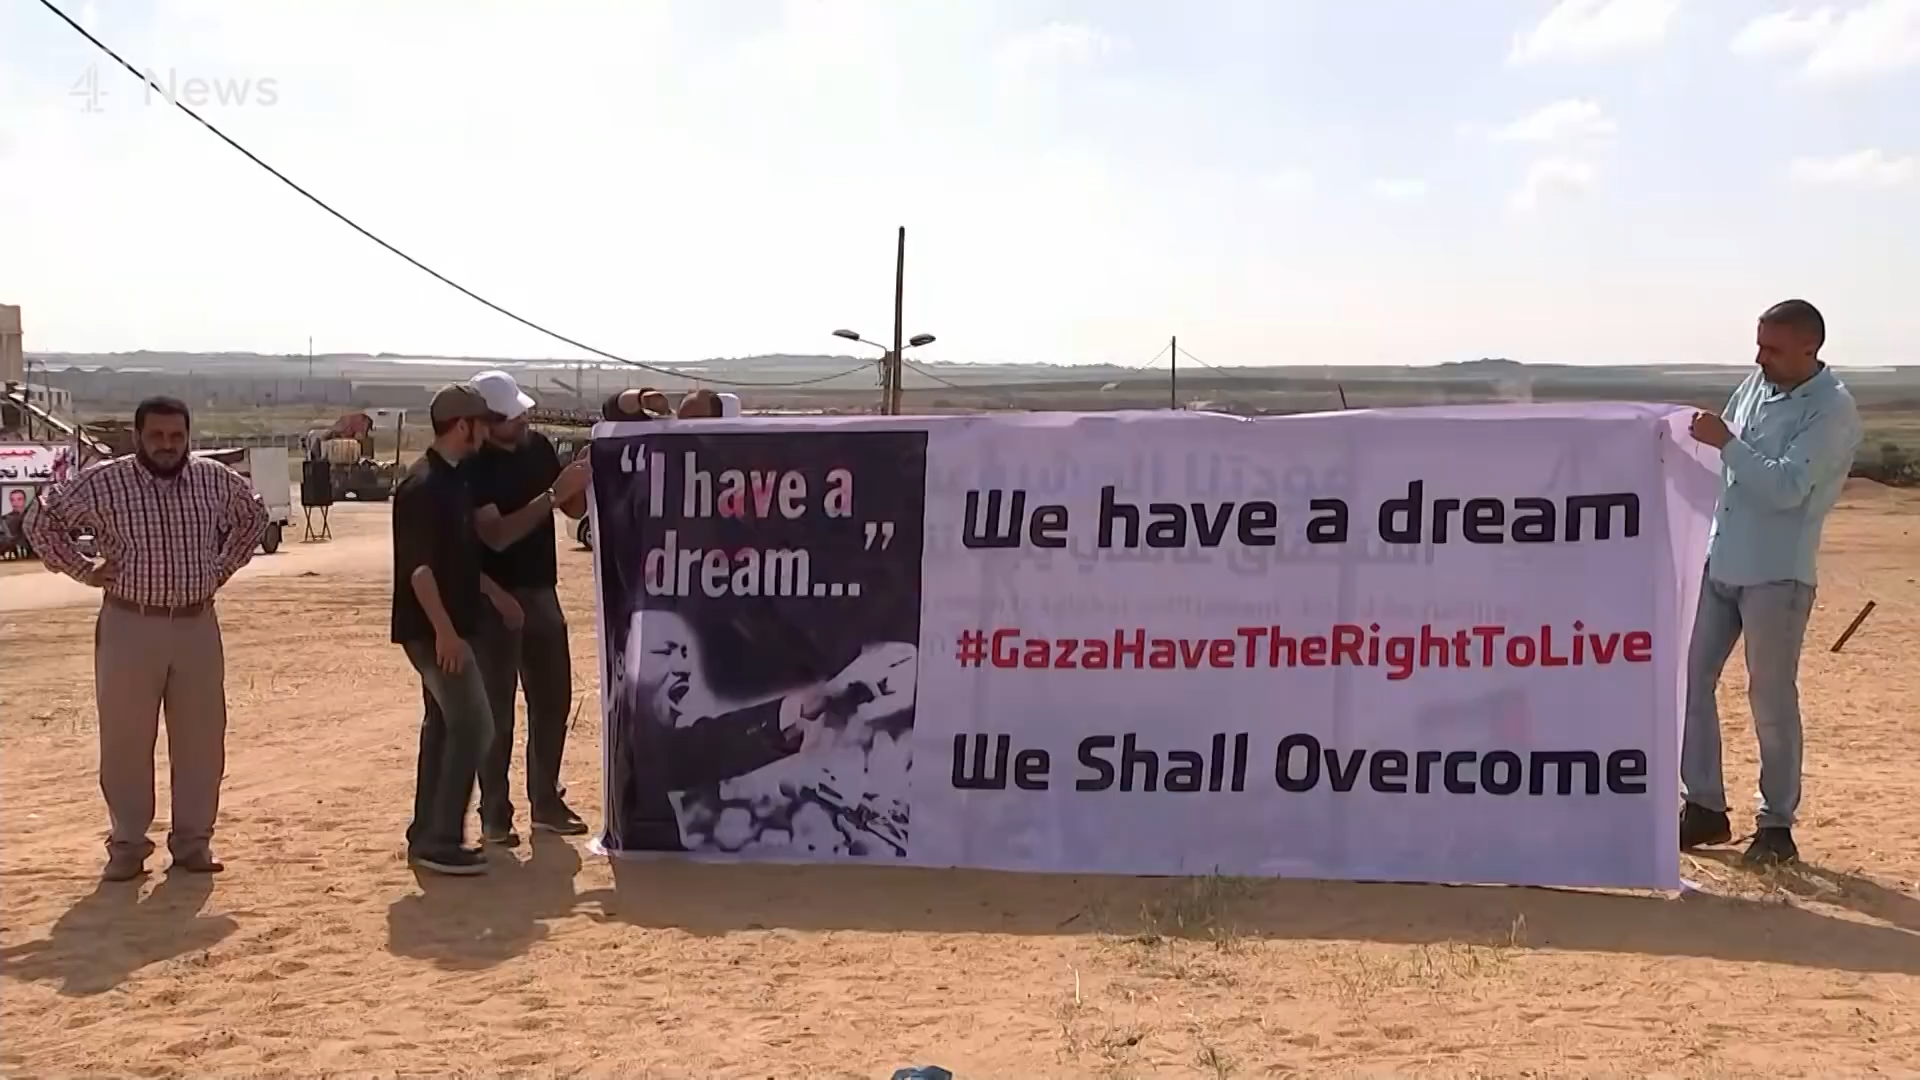 4 News
“I have a
dream...”
We have a dream
#GazaHaveTheRightToLive
We Shall Overcome